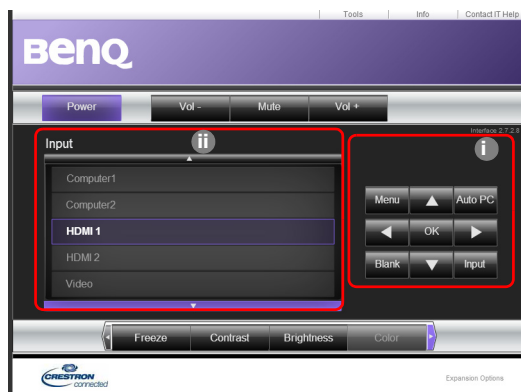 Tools Info Contact IT Help
BenQ
Power Vol - Mute Vol +
Interface 2.7.2.8
Input
ii
i
Computer1
Computer2
HDMI 1
HDMI 2
Video
Menu Auto PC
OK
Blank Input
Freeze Contrast Brightness Color
CRESTRON
connected
Expansion Options